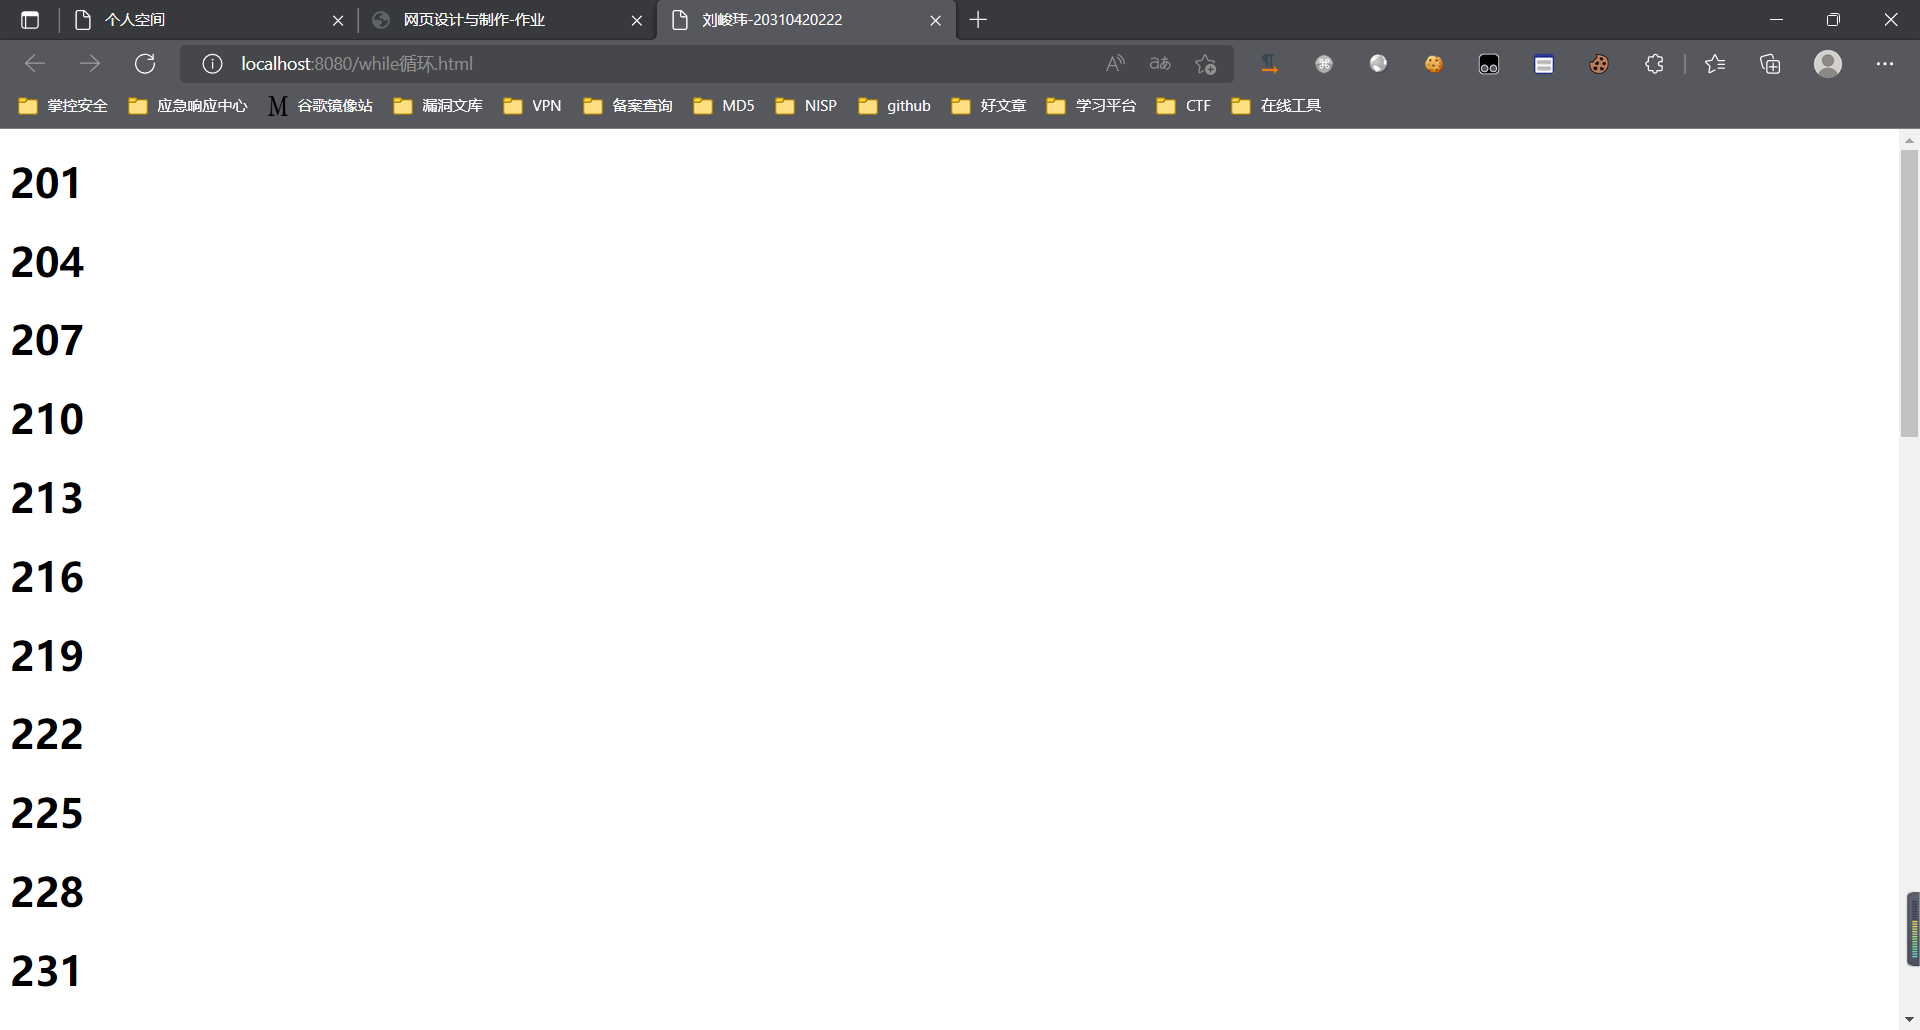 个人空间
网页设计与制作-作业
刘峻玮-20310420222
localhost:8080/while循环.html
掌控安全
应急响应中心
M 谷歌镜像站
漏洞文库
VPN
备案查询
MD5
NISP
github
好文章
学习平台
CTF
在线工具
201
204
207
210
213
216
219
222
225
228
231